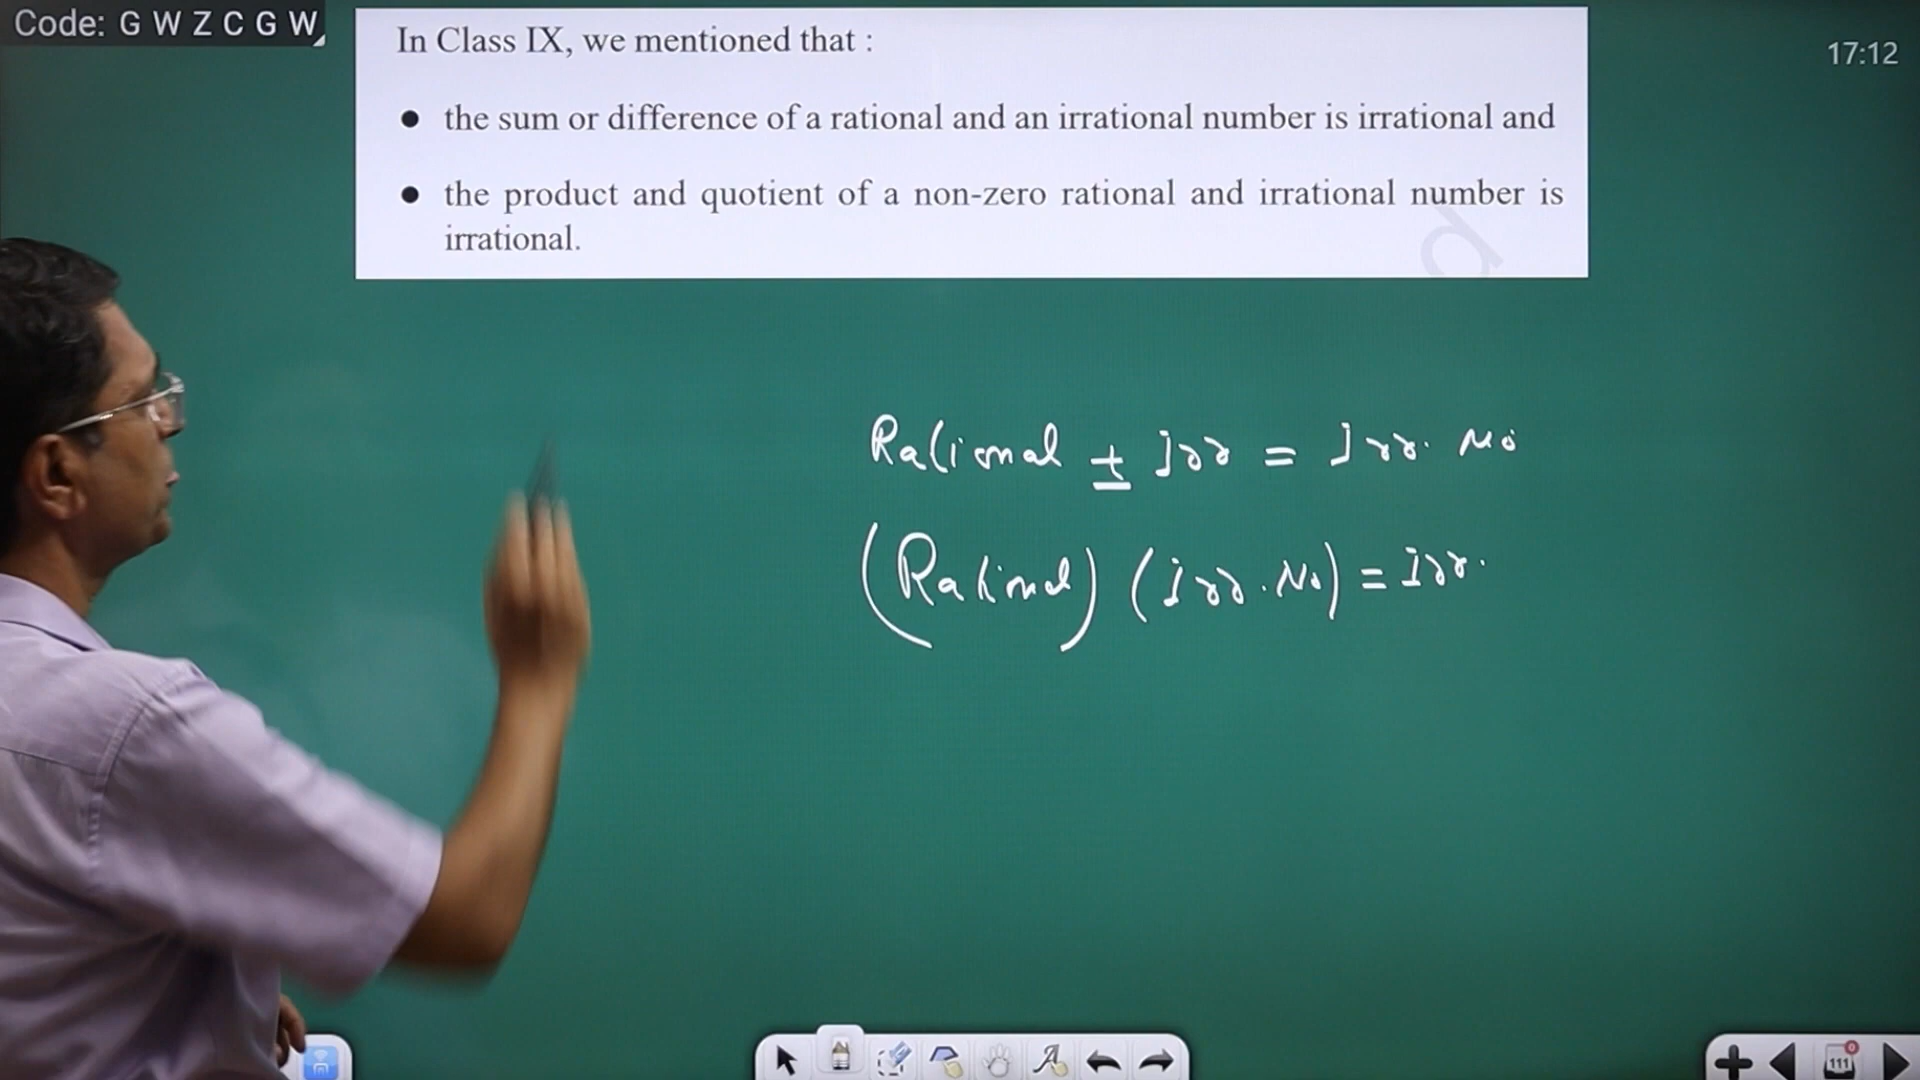 Code: G W Z C G W
In Class IX, we mentioned that :
17:12
● the sum or difference of a rational and an irrational number is irrational and
● the product and quotient of a non-zero rational and irrational number is
irrational.
d
Rational ± Irr = Irr. No
(Rational) (Irr. No) = Irr.
111
0